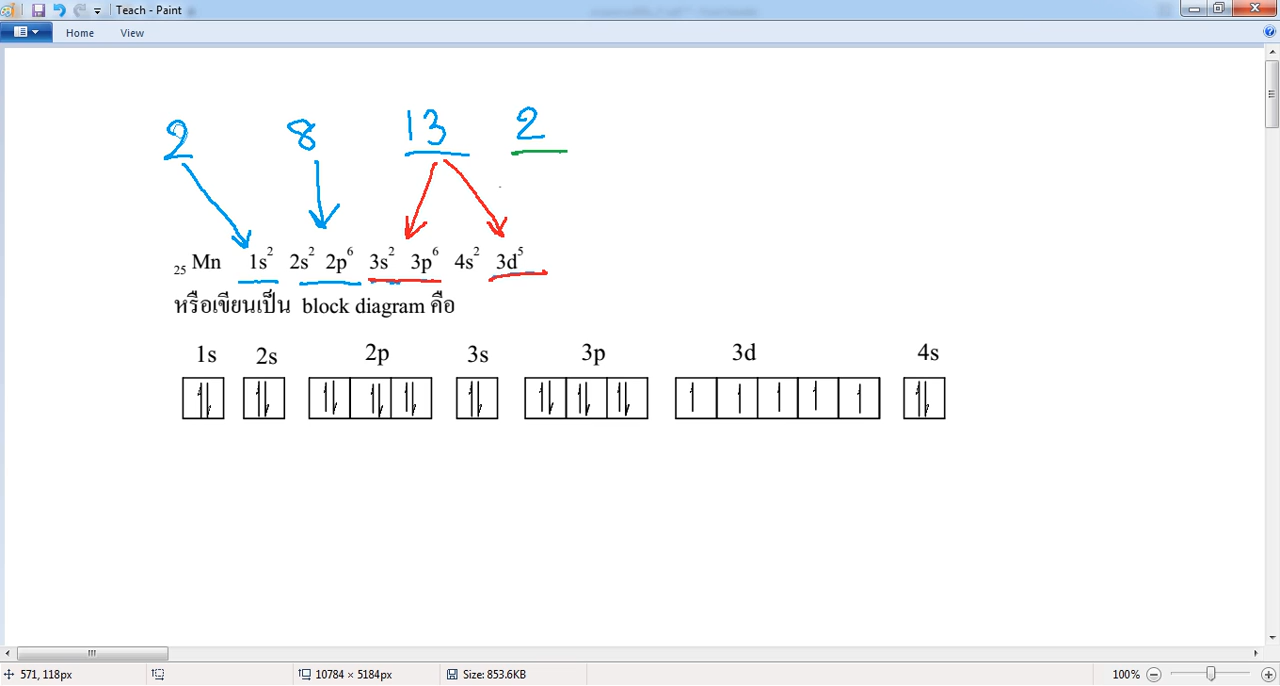 Teach - Paint
Home View
2 8 13 2
₂₅ Mn 1s² 2s² 2p⁶ 3s² 3p⁶ 4s² 3d⁵
หรือเขียนเป็น block diagram คือ
1s 2s 2p 3s 3p 3d 4s
571, 118px 10784 × 5184px Size: 853.6KB 100%